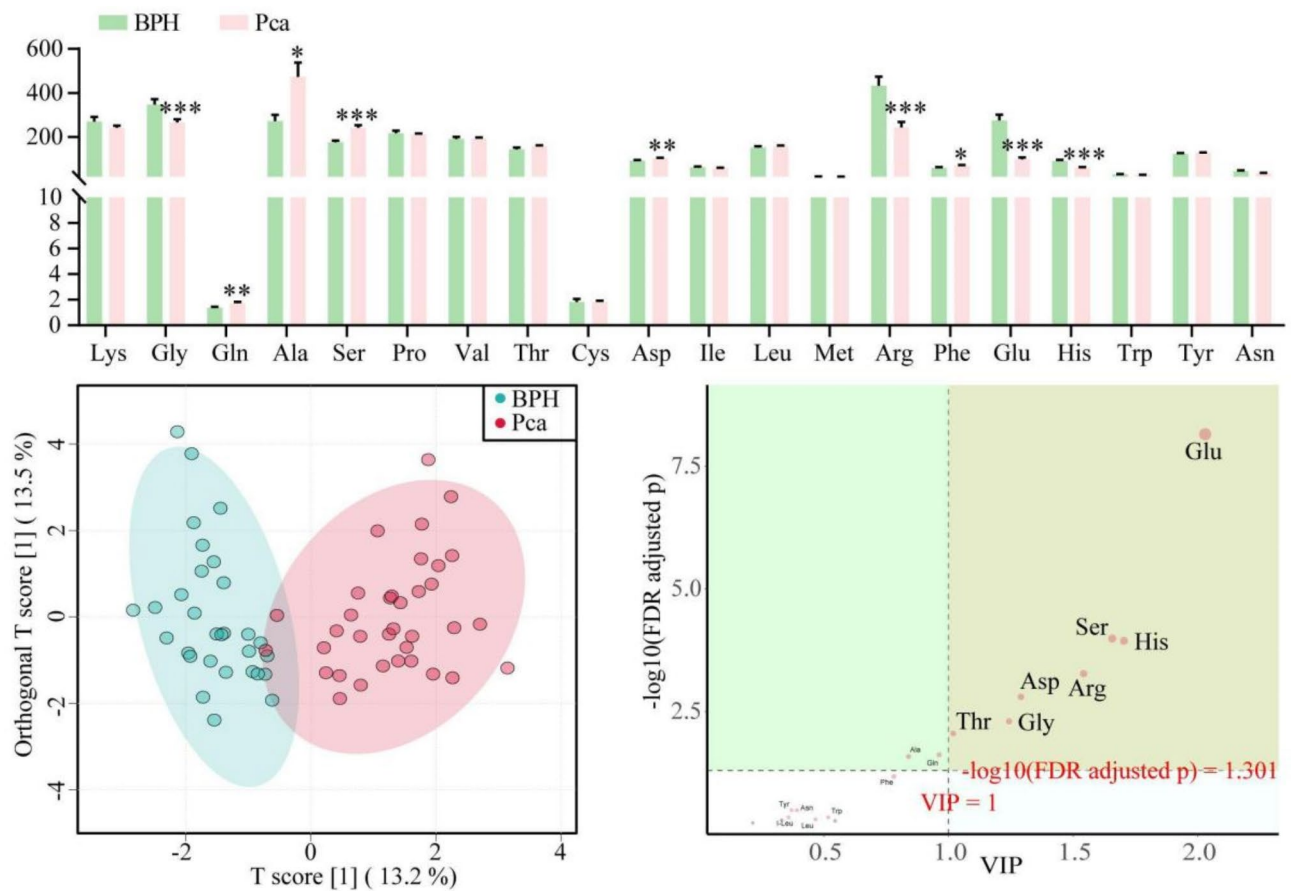 BPH Pca
600
400
200
10
8
6
4
2
0
* *** *** ** *** * *** ***
** *
Lys Gly Gln Ala Ser Pro Val Thr Cys Asp Ile Leu Met Arg Phe Glu His Trp Tyr Asn
BPH
Pca
Orthogonal T score [1] ( 13.5 %)
4
2
0
-2
-4
-2 0 2 4
T score [1] ( 13.2 %)
-log10(FDR adjusted p)
7.5
5.0
2.5
Glu
Ser His
Asp Arg
Thr Gly
Ala
Gln
Phe
-log10(FDR adjusted p) = 1.301
VIP = 1
Tyr Asn Trp
Leu Leu
0.5 1.0 1.5 2.0
VIP